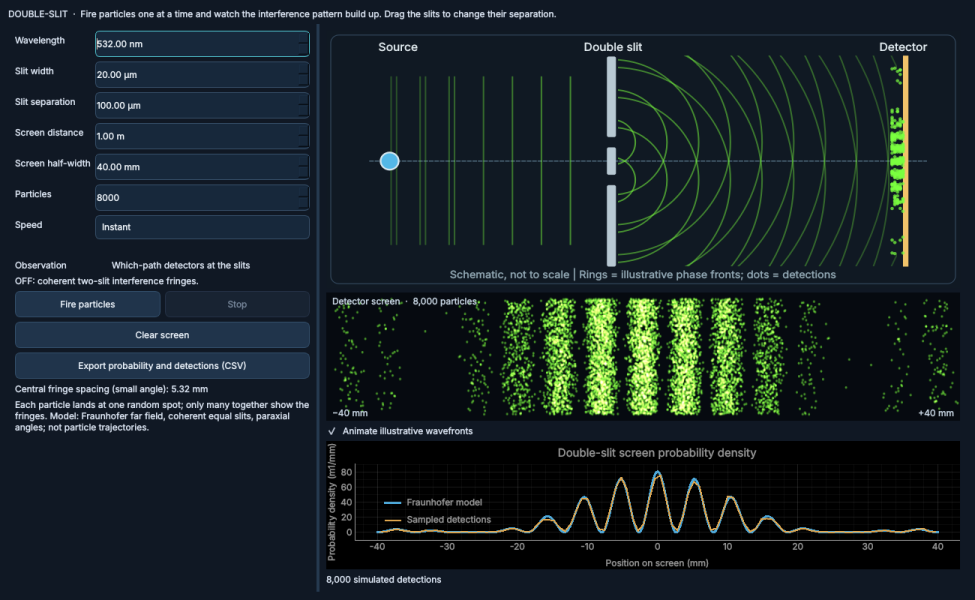 DOUBLE-SLIT · Fire particles one at a time and watch the interference pattern build up. Drag the slits to change their separation.
Wavelength
532.00 nm
Slit width
20.00 µm
Slit separation
100.00 µm
Screen distance
1.00 m
Screen half-width
40.00 mm
Particles
8000
Speed
Instant
Observation
Which-path detectors at the slits
OFF: coherent two-slit interference fringes.
Fire particles
Stop
Clear screen
Export probability and detections (CSV)
Central fringe spacing (small angle): 5.32 mm
Each particle lands at one random spot; only many together show the
fringes. Model: Fraunhofer far field, coherent equal slits, paraxial
angles; not particle trajectories.
Source
Double slit
Detector
Schematic, not to scale | Rings = illustrative phase fronts; dots = detections
Detector screen · 8,000 particles
−40 mm
+40 mm
✓ Animate illustrative wavefronts
Double-slit screen probability density
Probability density (m1/mm)
80
60
40
20
0
Fraunhofer model
Sampled detections
-40
-30
-20
-10
0
10
20
30
40
Position on screen (mm)
8,000 simulated detections